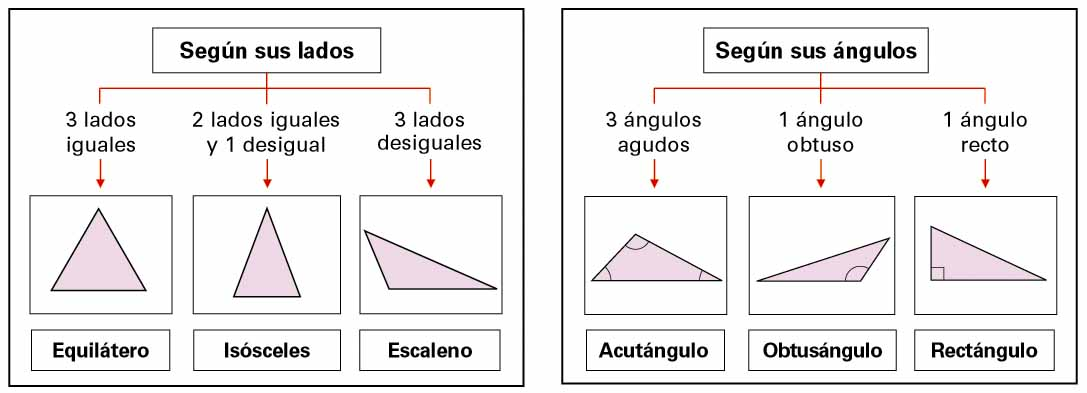 Según sus lados
3 lados
iguales
2 lados iguales
y 1 desigual
3 lados
desiguales
Equilátero
Isósceles
Escaleno
Según sus ángulos
3 ángulos
agudos
1 ángulo
obtuso
1 ángulo
recto
Acutángulo
Obtusángulo
Rectángulo